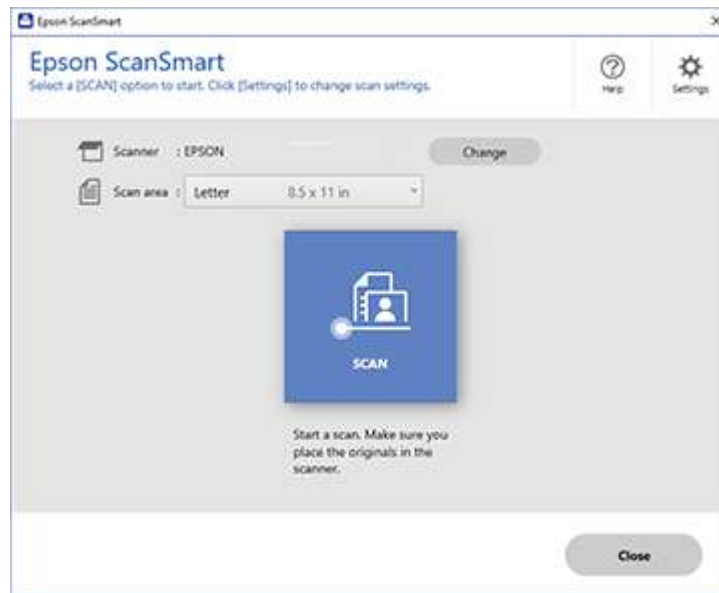 Epson ScanSmart
Epson ScanSmart
Select a [SCAN] option to start. Click [Settings] to change scan settings.
Help
Settings
Scanner : EPSON
Change
Scan area : Letter 8.5 x 11 in
SCAN
Start a scan. Make sure you
place the originals in the
scanner.
Close